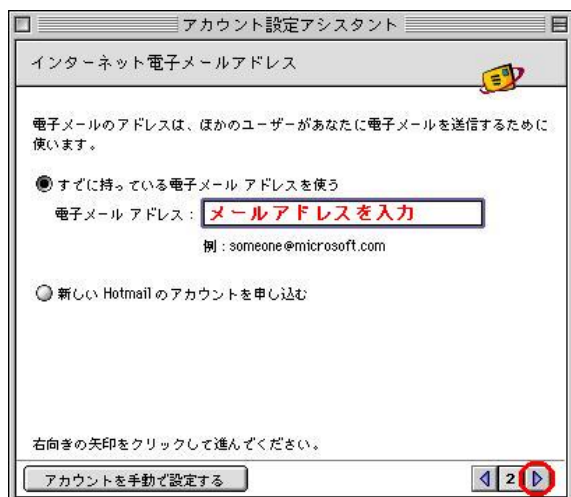 アカウント設定アシスタント
インターネット電子メールアドレス
電子メールのアドレスは、ほかのユーザーがあなたに電子メールを送信するために
使います。
すでに持っている電子メール アドレスを使う
電子メール アドレス： メールアドレスを入力
例：someone@microsoft.com
新しい Hotmail のアカウントを申し込む
右向きの矢印をクリックして進んでください。
アカウントを手動で設定する 2